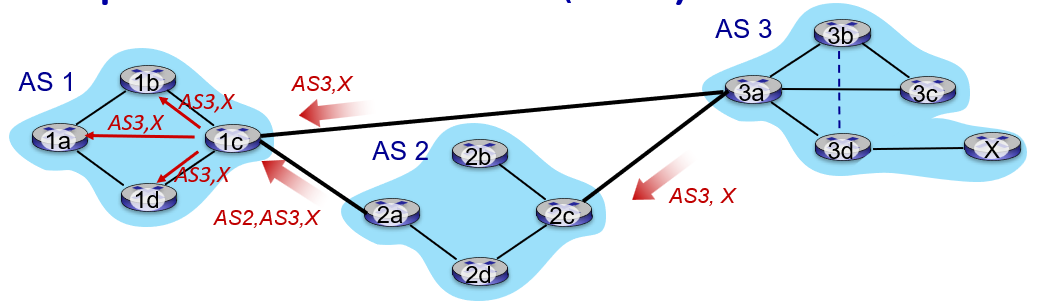 AS 3
3b
AS 1
1b
AS3,X
3a
3c
AS3,X
AS3,X
1a
1c
AS 2
2b
3d
X
AS3,X
1d
AS3, X
AS2,AS3,X
2a
2c
2d